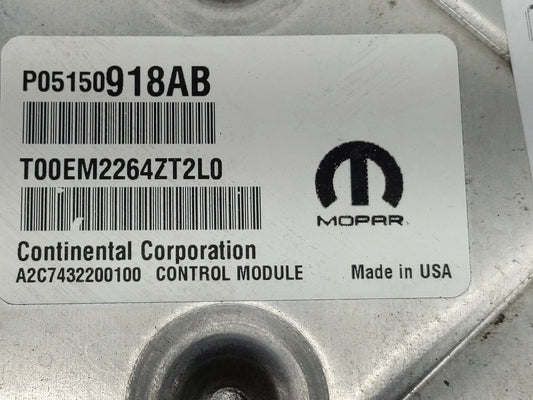 P05150918AB
T00EM2264ZT2L0
MOPAR
Continental Corporation
A2C7432200100 CONTROL MODULE Made in USA